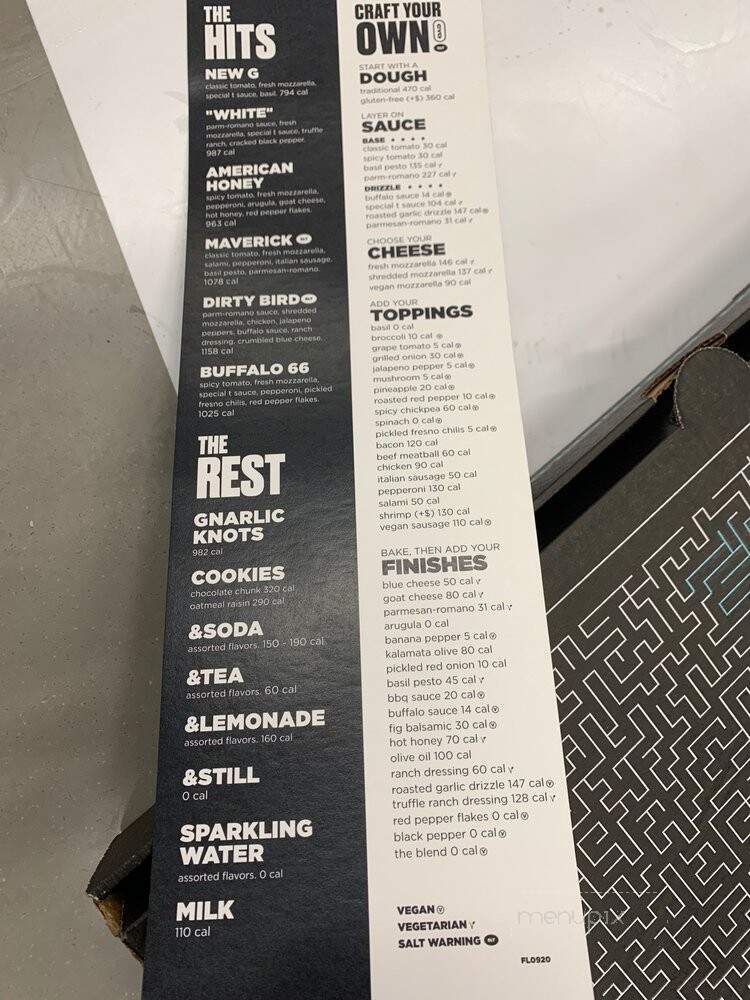 THE
HITS
NEW G
classic tomato, fresh mozzarella,
special t sauce, basil. 794 cal
"WHITE"
parm-romano sauce, fresh
mozzarella, special t sauce, truffle
ranch, cracked black pepper.
987 cal
AMERICAN
HONEY
spicy tomato, fresh mozzarella,
pepperoni, arugula, goat cheese,
hot honey, red pepper flakes.
963 cal
MAVERICK SLT
classic tomato, fresh mozzarella,
salami, pepperoni, italian sausage,
basil pesto, parmesan-romano.
1078 cal
DIRTY BIRD SLT
parm-romano sauce, shredded
mozzarella, chicken, jalapeno
peppers, buffalo sauce, ranch
dressing, crumbled blue cheese.
1158 cal
BUFFALO 66
spicy tomato, fresh mozzarella,
special t sauce, pepperoni, pickled
fresno chilis, red pepper flakes.
1025 cal
THE
REST
GNARLIC
KNOTS
982 cal
COOKIES
chocolate chunk 320 cal
oatmeal raisin 290 cal
&SODA
assorted flavors. 150 - 190 cal
&TEA
assorted flavors. 60 cal
&LEMONADE
assorted flavors. 160 cal
&STILL
0 cal
SPARKLING
WATER
assorted flavors. 0 cal
MILK
110 cal
CRAFT YOUR
OWN
START WITH A
DOUGH
traditional 470 cal
gluten-free (+$) 360 cal
LAYER ON
SAUCE
BASE • • • •
classic tomato 30 cal
spicy tomato 30 cal
basil pesto 135 cal
parm-romano 227 cal
DRIZZLE • • • •
buffalo sauce 14 cal
special t sauce 104 cal
roasted garlic drizzle 147 cal
parmesan-romano 31 cal
CHOOSE YOUR
CHEESE
fresh mozzarella 146 cal
shredded mozzarella 137 cal
vegan mozzarella 90 cal
ADD YOUR
TOPPINGS
basil 0 cal
broccoli 10 cal
grape tomato 5 cal
grilled onion 30 cal
jalapeno pepper 5 cal
mushroom 5 cal
pineapple 20 cal
roasted red pepper 10 cal
spicy chickpea 60 cal
spinach 0 cal
pickled fresno chilis 5 cal
bacon 120 cal
beef meatball 60 cal
chicken 90 cal
italian sausage 50 cal
pepperoni 130 cal
salami 50 cal
shrimp (+$) 130 cal
vegan sausage 110 cal
BAKE, THEN ADD YOUR
FINISHES
blue cheese 50 cal
goat cheese 80 cal
parmesan-romano 31 cal
arugula 0 cal
banana pepper 5 cal
kalamata olive 80 cal
pickled red onion 10 cal
basil pesto 45 cal
bbq sauce 20 cal
buffalo sauce 14 cal
fig balsamic 30 cal
hot honey 70 cal
olive oil 100 cal
ranch dressing 60 cal
roasted garlic drizzle 147 cal
truffle ranch dressing 128 cal
red pepper flakes 0 cal
black pepper 0 cal
the blend 0 cal
VEGAN
VEGETARIAN
SALT WARNING SLT
FL0920
menupix